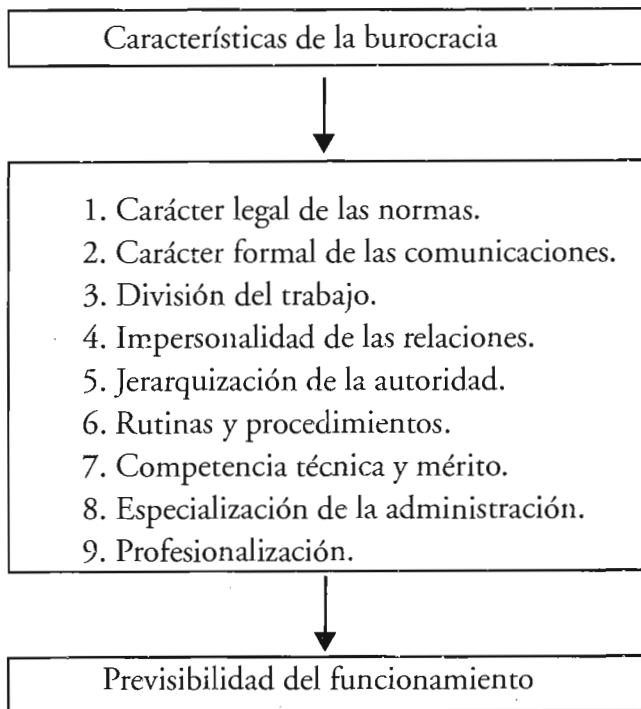 Características de la burocracia
1. Carácter legal de las normas.
2. Carácter formal de las comunicaciones.
3. División del trabajo.
4. Impersonalidad de las relaciones.
5. Jerarquización de la autoridad.
6. Rutinas y procedimientos.
7. Competencia técnica y mérito.
8. Especialización de la administración.
9. Profesionalización.
Previsibilidad del funcionamiento